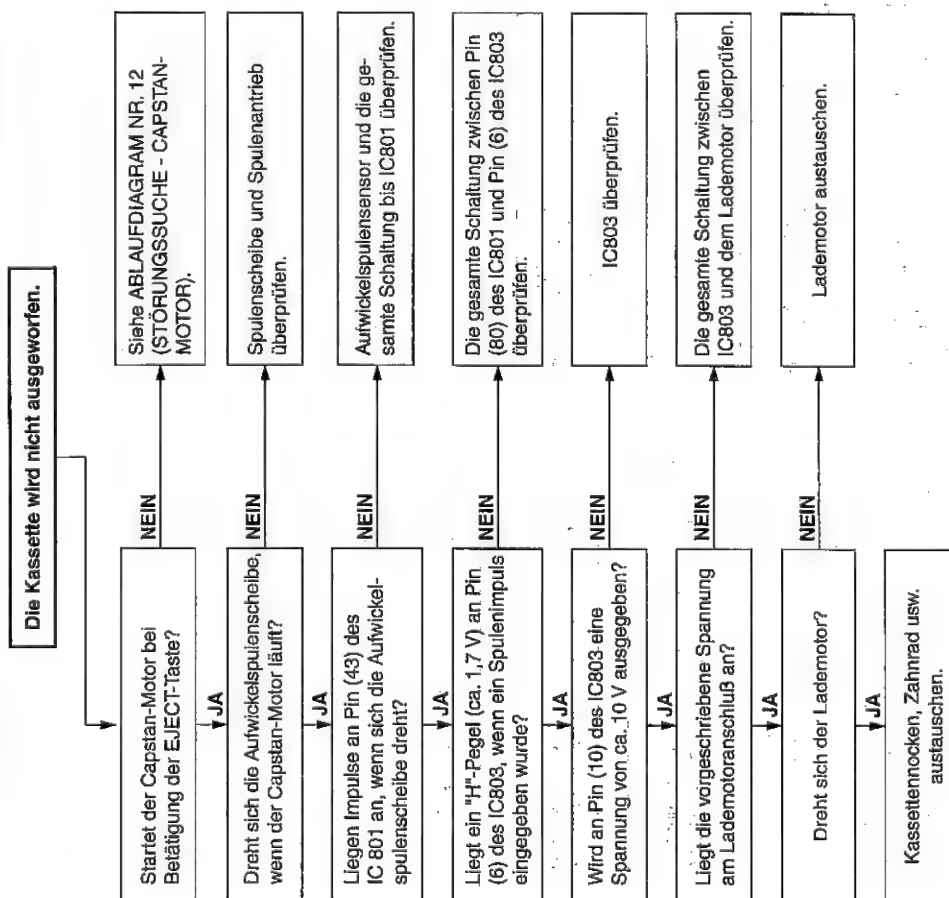 Die Kassette wird nicht ausgeworfen.
Startet der Capstan-Motor bei
Betätigung der EJECT-Taste?
NEIN
Siehe ABLAUFDIAGRAM NR. 12
(STÖRUNGSSUCHE - CAPSTAN-
MOTOR).
JA
Dreht sich die Aufwickelspulenscheibe,
wenn der Capstan-Motor läuft?
NEIN
Spulenscheibe und Spulenantrieb
überprüfen.
JA
Liegen Impulse an Pin (43) des
IC 801 an, wenn sich die Aufwickel-
spulenscheibe dreht?
NEIN
Aufwickelspulensensor und die ge-
samte Schaltung bis IC801 überprüfen.
JA
Liegt ein "H"-Pegel (ca. 1,7 V) an Pin
(6) des IC803, wenn ein Spulenimpuls
eingegeben wurde?
NEIN
Die gesamte Schaltung zwischen Pin
(80) des IC801 und Pin (6) des IC803
überprüfen.
JA
Wird an Pin (10) des IC803 eine
Spannung von ca. 10 V ausgegeben?
NEIN
IC803 überprüfen.
JA
Liegt die vorgeschriebene Spannung
am Lademotoranschluß an?
NEIN
Die gesamte Schaltung zwischen
IC803 und dem Lademotor überprüfen.
JA
Dreht sich der Lademotor?
NEIN
Lademotor austauschen.
JA
Kassettennocken, Zahnrad usw.
austauschen.